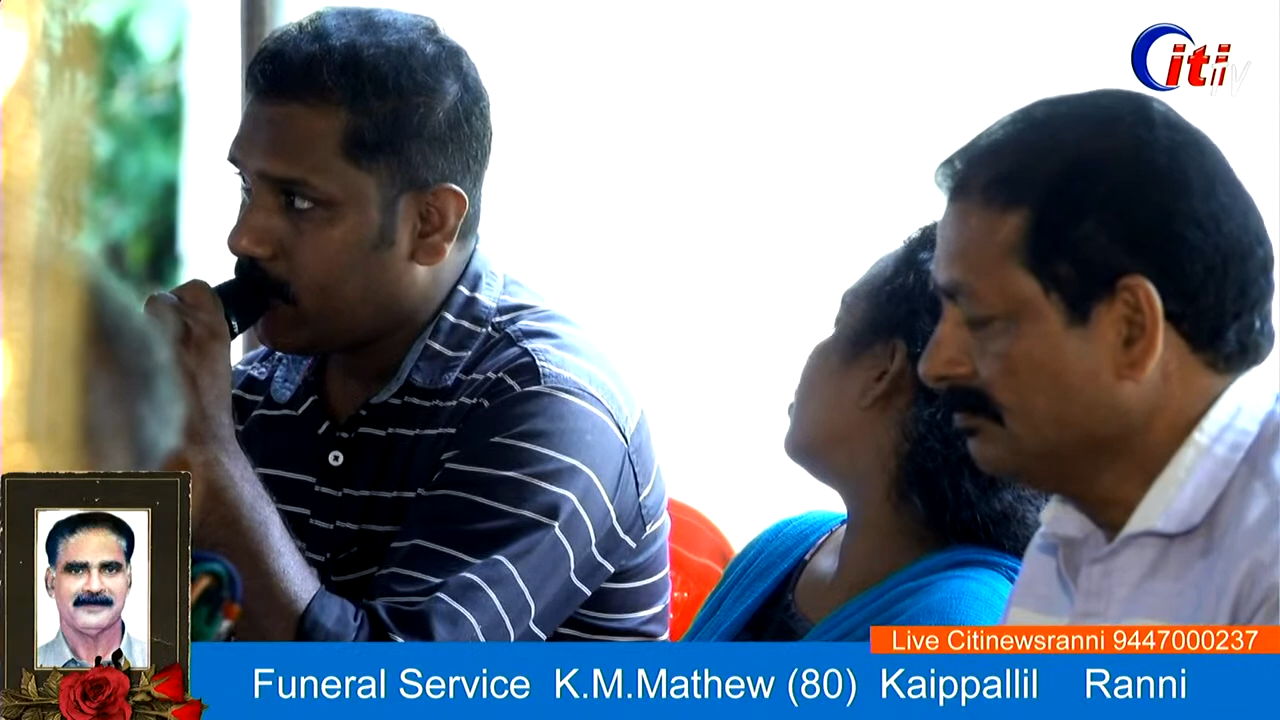 Citi TV
Live Citinewsranni 9447000237
Funeral Service K.M.Mathew (80) Kaippallil Ranni